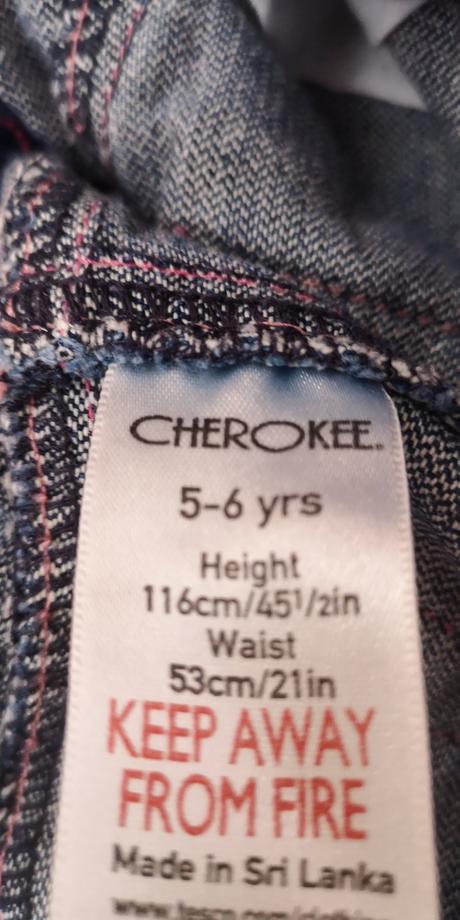 CHEROKEE.
5-6 yrs
Height
116cm/45¹/2in
Waist
53cm/21in
KEEP AWAY
FROM FIRE
Made in Sri Lanka